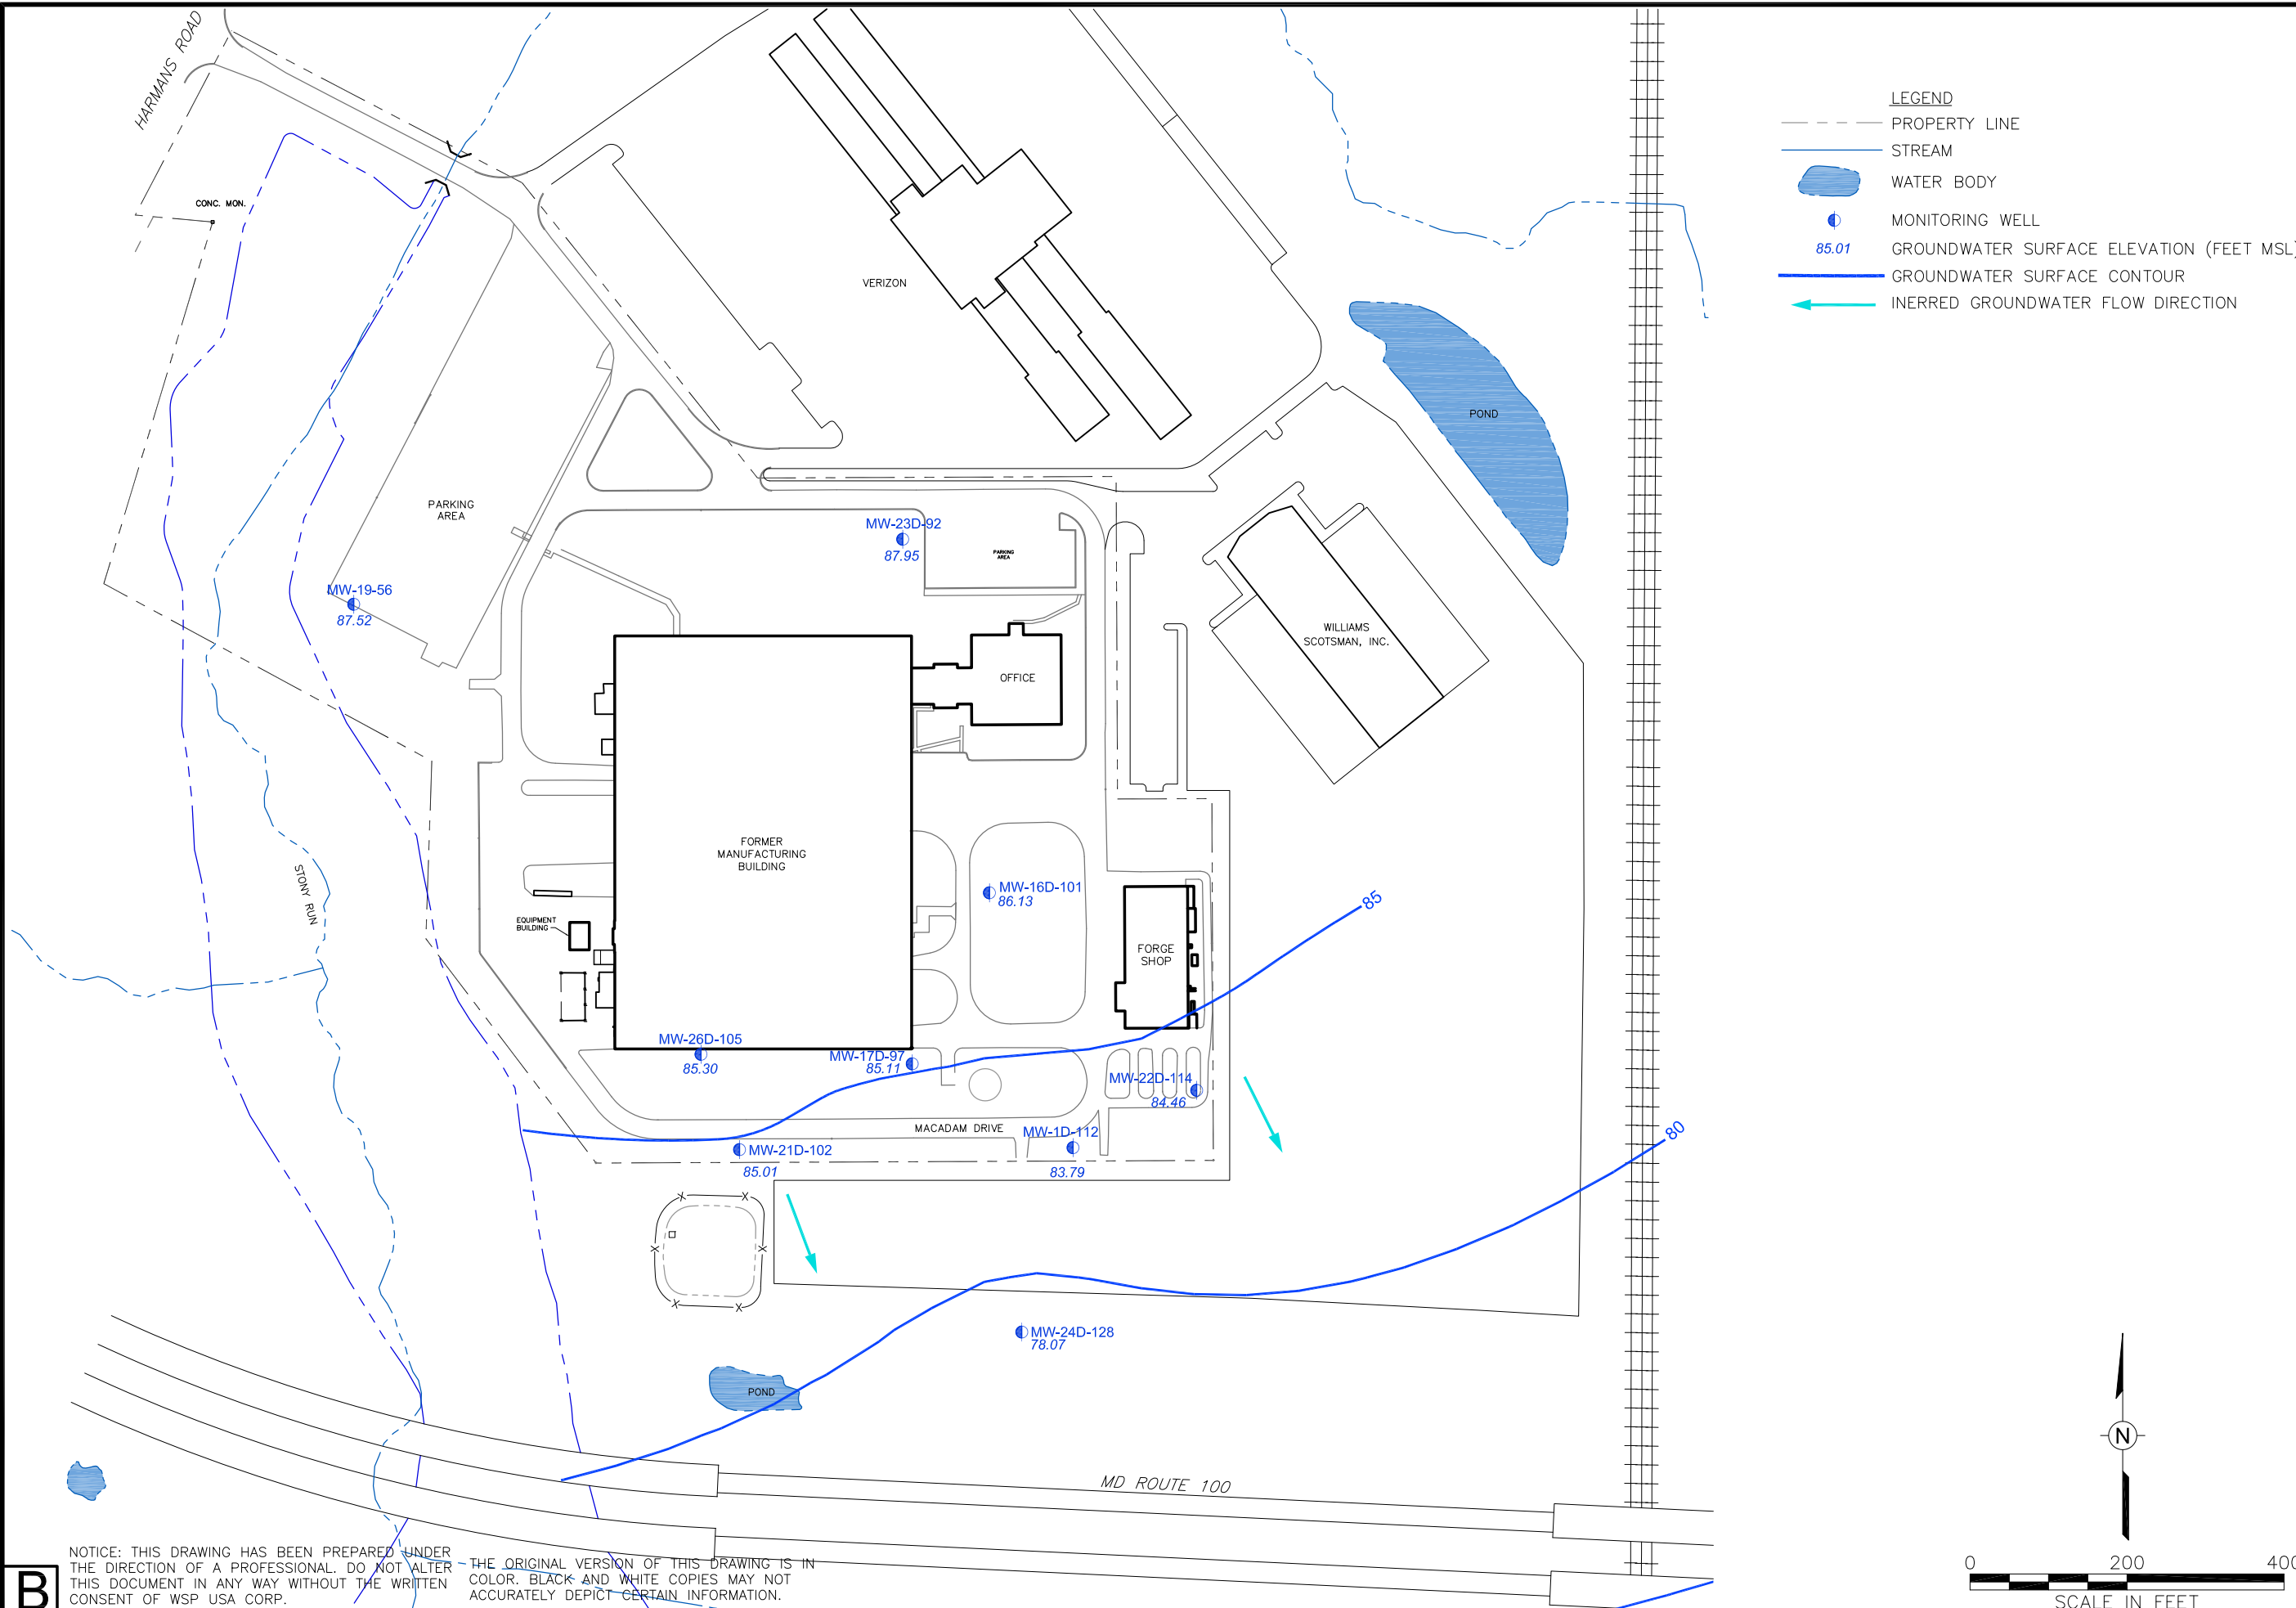 HARMANS ROAD
LEGEND
PROPERTY LINE
STREAM
WATER BODY
MONITORING WELL
85.01 GROUNDWATER SURFACE ELEVATION (FEET MSL)
GROUNDWATER SURFACE CONTOUR
INERRED GROUNDWATER FLOW DIRECTION
CONC. MON.
VERIZON
POND
PARKING
AREA
MW-23D-92
87.95
PARKING
AREA
MW-19-56
87.52
WILLIAMS
SCOTSMAN, INC.
OFFICE
FORMER
MANUFACTURING
BUILDING
STONY RUN
MW-16D-101
86.13
85
EQUIPMENT
BUILDING
FORGE
SHOP
MW-26D-105
85.30
MW-17D-97
85.11
MW-22D-114
84.46
MACADAM DRIVE
MW-1D-112
83.79
80
MW-21D-102
85.01
X X
X X
X X
MW-24D-128
78.07
POND
MD ROUTE 100
N
B
NOTICE: THIS DRAWING HAS BEEN PREPARED UNDER
THE DIRECTION OF A PROFESSIONAL. DO NOT ALTER
THIS DOCUMENT IN ANY WAY WITHOUT THE WRITTEN
CONSENT OF WSP USA CORP.
THE ORIGINAL VERSION OF THIS DRAWING IS IN
COLOR. BLACK AND WHITE COPIES MAY NOT
ACCURATELY DEPICT CERTAIN INFORMATION.
0 200 400
SCALE IN FEET